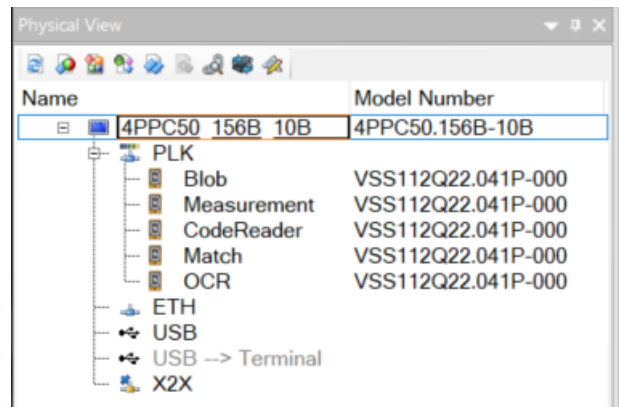 Physical View
Name Model Number
4PPC50_156B_10B 4PPC50.156B-10B
PLK
Blob VSS112Q22.041P-000
Measurement VSS112Q22.041P-000
CodeReader VSS112Q22.041P-000
Match VSS112Q22.041P-000
OCR VSS112Q22.041P-000
ETH
USB
USB --> Terminal
X2X